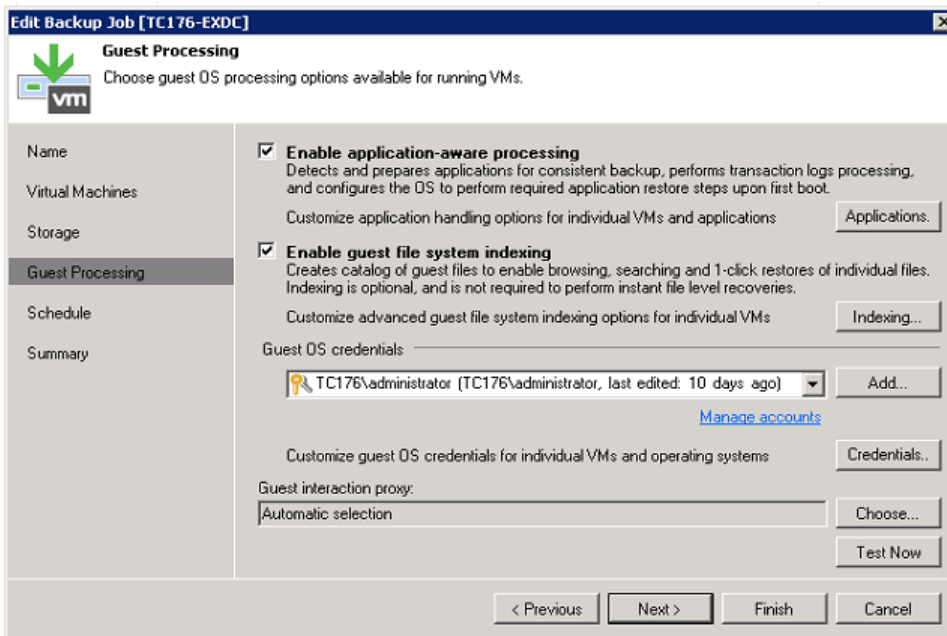 Edit Backup Job [TC176-EXDC]
Guest Processing
Choose guest OS processing options available for running VMs.
vm
Name
Virtual Machines
Storage
Guest Processing
Schedule
Summary
Enable application-aware processing
Detects and prepares applications for consistent backup, performs transaction logs processing,
and configures the OS to perform required application restore steps upon first boot.
Customize application handling options for individual VMs and applications
Applications.
Enable guest file system indexing
Creates catalog of guest files to enable browsing, searching and 1-click restores of individual files.
Indexing is optional, and is not required to perform instant file level recoveries.
Customize advanced guest file system indexing options for individual VMs
Indexing...
Guest OS credentials
TC176\administrator (TC176\administrator, last edited: 10 days ago)
Add...
Manage accounts
Customize guest OS credentials for individual VMs and operating systems
Credentials..
Guest interaction proxy:
Automatic selection
Choose...
Test Now
< Previous
Next >
Finish
Cancel